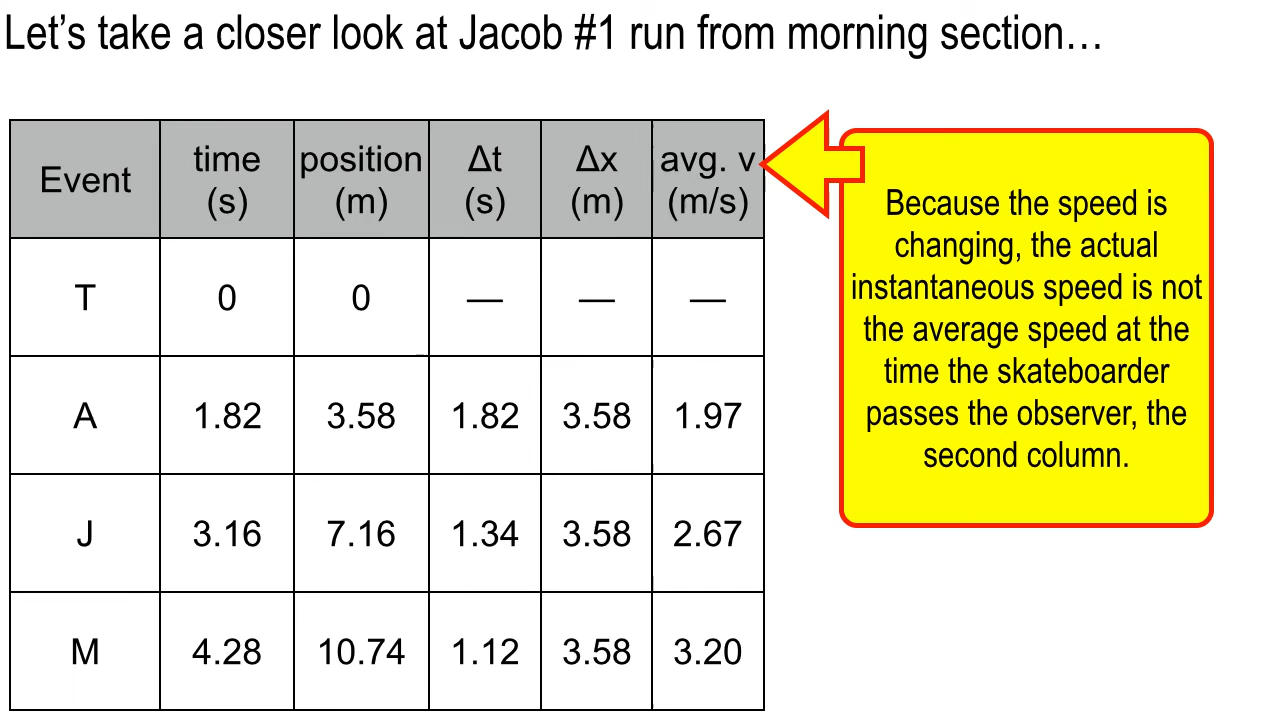 Let’s take a closer look at Jacob #1 run from morning section…
Event time (s) position (m) Δt (s) Δx (m) avg. v (m/s)
T 0 0 — — —
A 1.82 3.58 1.82 3.58 1.97
J 3.16 7.16 1.34 3.58 2.67
M 4.28 10.74 1.12 3.58 3.20
Because the speed is
changing, the actual
instantaneous speed is not
the average speed at the
time the skateboarder
passes the observer, the
second column.